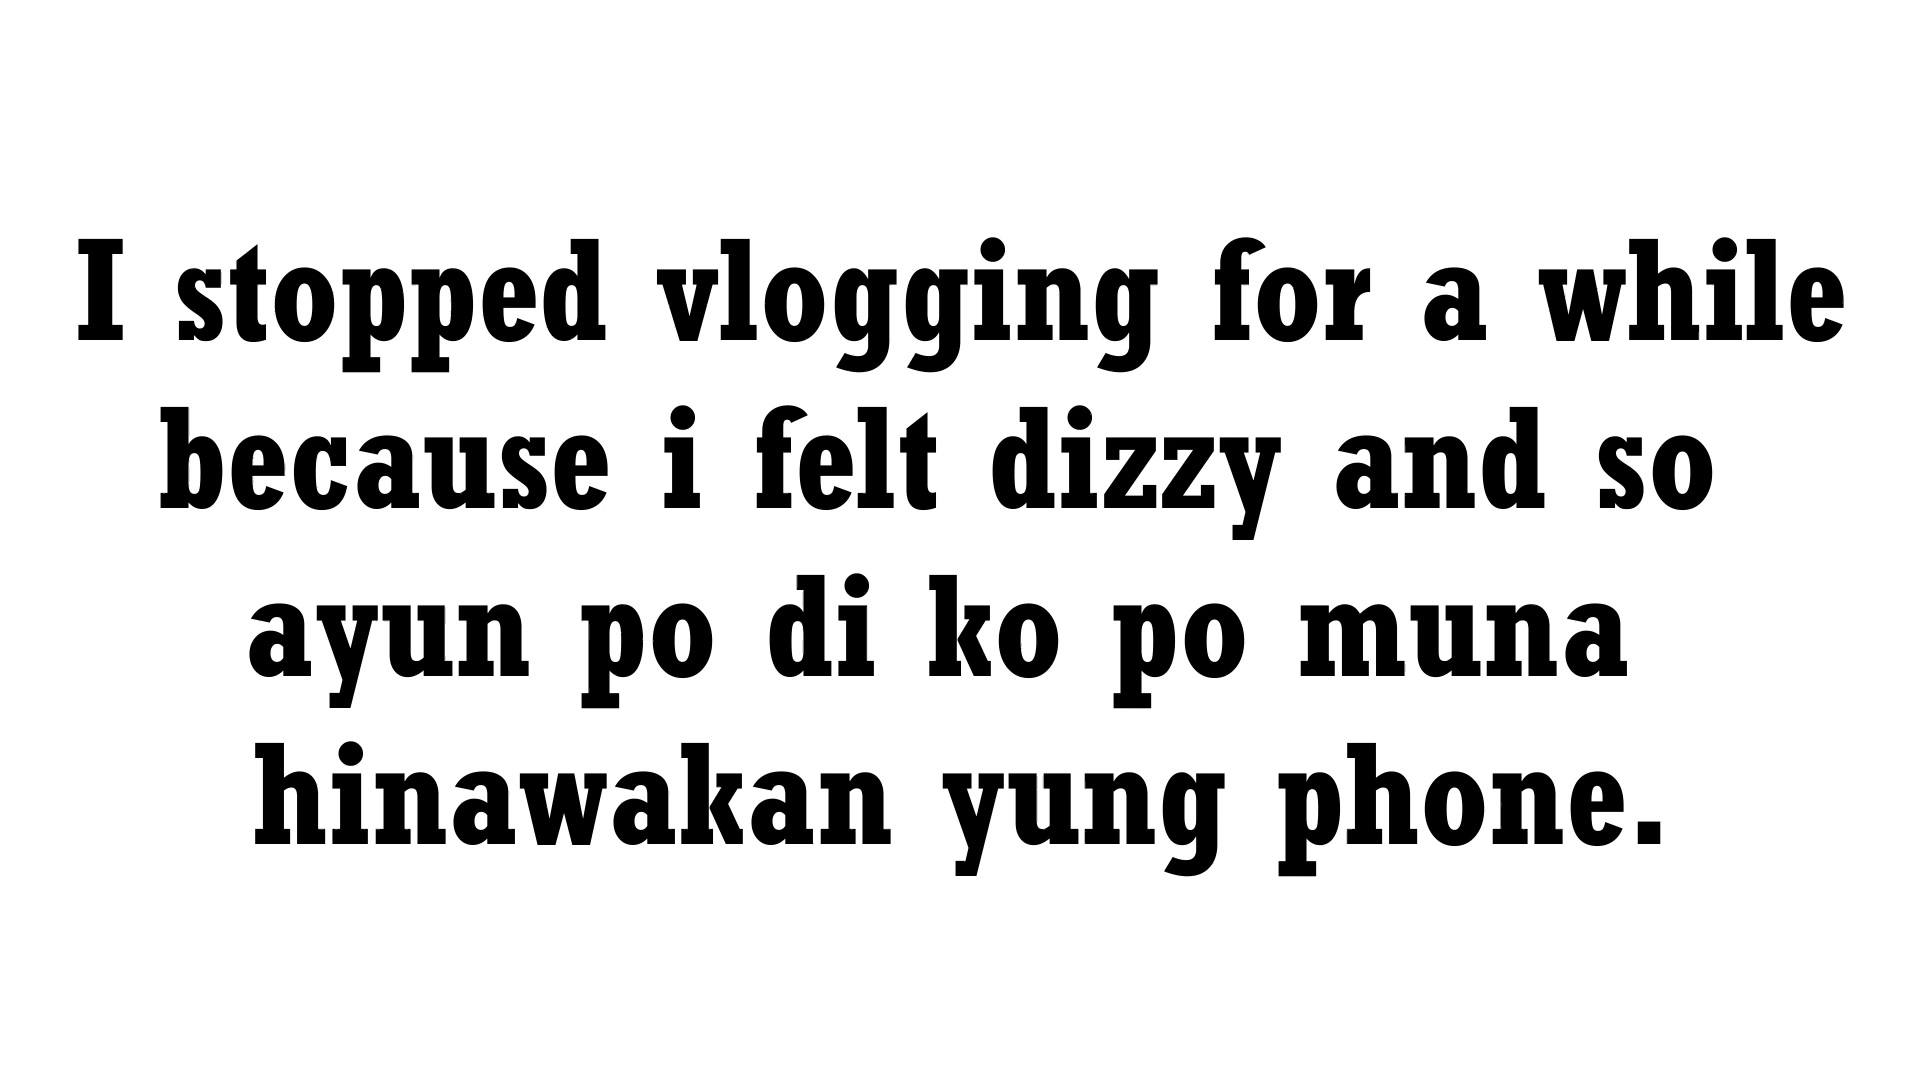 I stopped vlogging for a while
because i felt dizzy and so
ayun po di ko po muna
hinawakan yung phone.